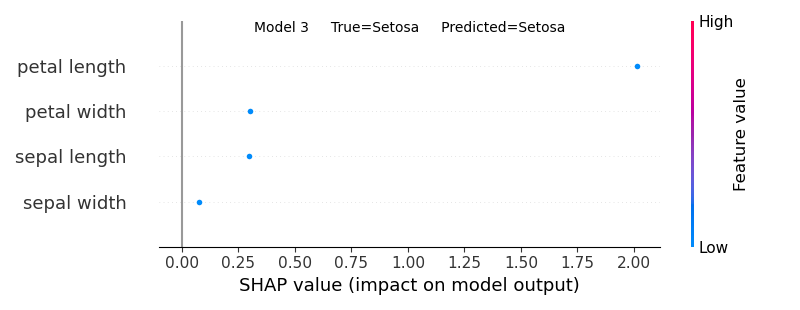 Model 3 True=Setosa Predicted=Setosa
petal length
petal width
sepal length
sepal width
0.00 0.25 0.50 0.75 1.00 1.25 1.50 1.75 2.00
SHAP value (impact on model output)
High
Feature value
Low